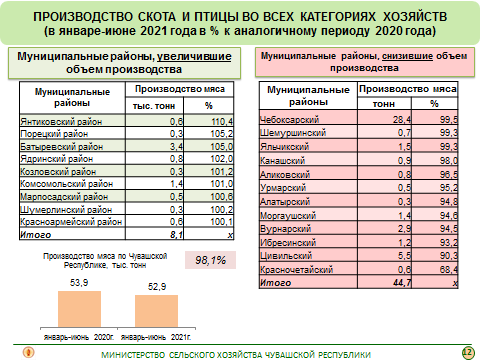 ПРОИЗВОДСТВО СКОТА И ПТИЦЫ ВО ВСЕХ КАТЕГОРИЯХ ХОЗЯЙСТВ
(в январе-июне 2021 года в % к аналогичному периоду 2020 года)
Муниципальные районы, увеличившие
объем производства
Муниципальные районы
Производство мяса
тыс. тонн %
Янтиковский район 0,6 110,4
Порецкий район 0,3 105,2
Батыревский район 3,4 105,0
Ядринский район 0,8 102,0
Козловский район 0,3 101,2
Комсомольский район 1,4 101,0
Марпосадский район 0,5 100,6
Шумерлинский район 0,3 100,2
Красноармейский район 0,6 100,1
Итого 8,1 х
Производство мяса по Чувашской
Республике, тыс. тонн
98,1%
53,9
52,9
январь-июнь 2020г.
январь-июнь 2021г.
Муниципальные районы, снизившие объем
производства
Муниципальные районы
Производство мяса
тонн %
Чебоксарский 28,4 99,5
Шемуршинский 0,7 99,3
Яльчикский 1,5 99,3
Канашский 0,9 98,0
Аликовский 0,8 96,5
Урмарский 0,5 95,2
Алатырский 0,3 94,8
Моргаушский 1,4 94,6
Вурнарский 2,9 94,5
Ибресинский 1,2 93,2
Цивильский 5,5 90,3
Красночетайский 0,6 68,4
Итого 44,7 х
МИНИСТЕРСТВО СЕЛЬСКОГО ХОЗЯЙСТВА ЧУВАШСКОЙ РЕСПУБЛИКИ
12